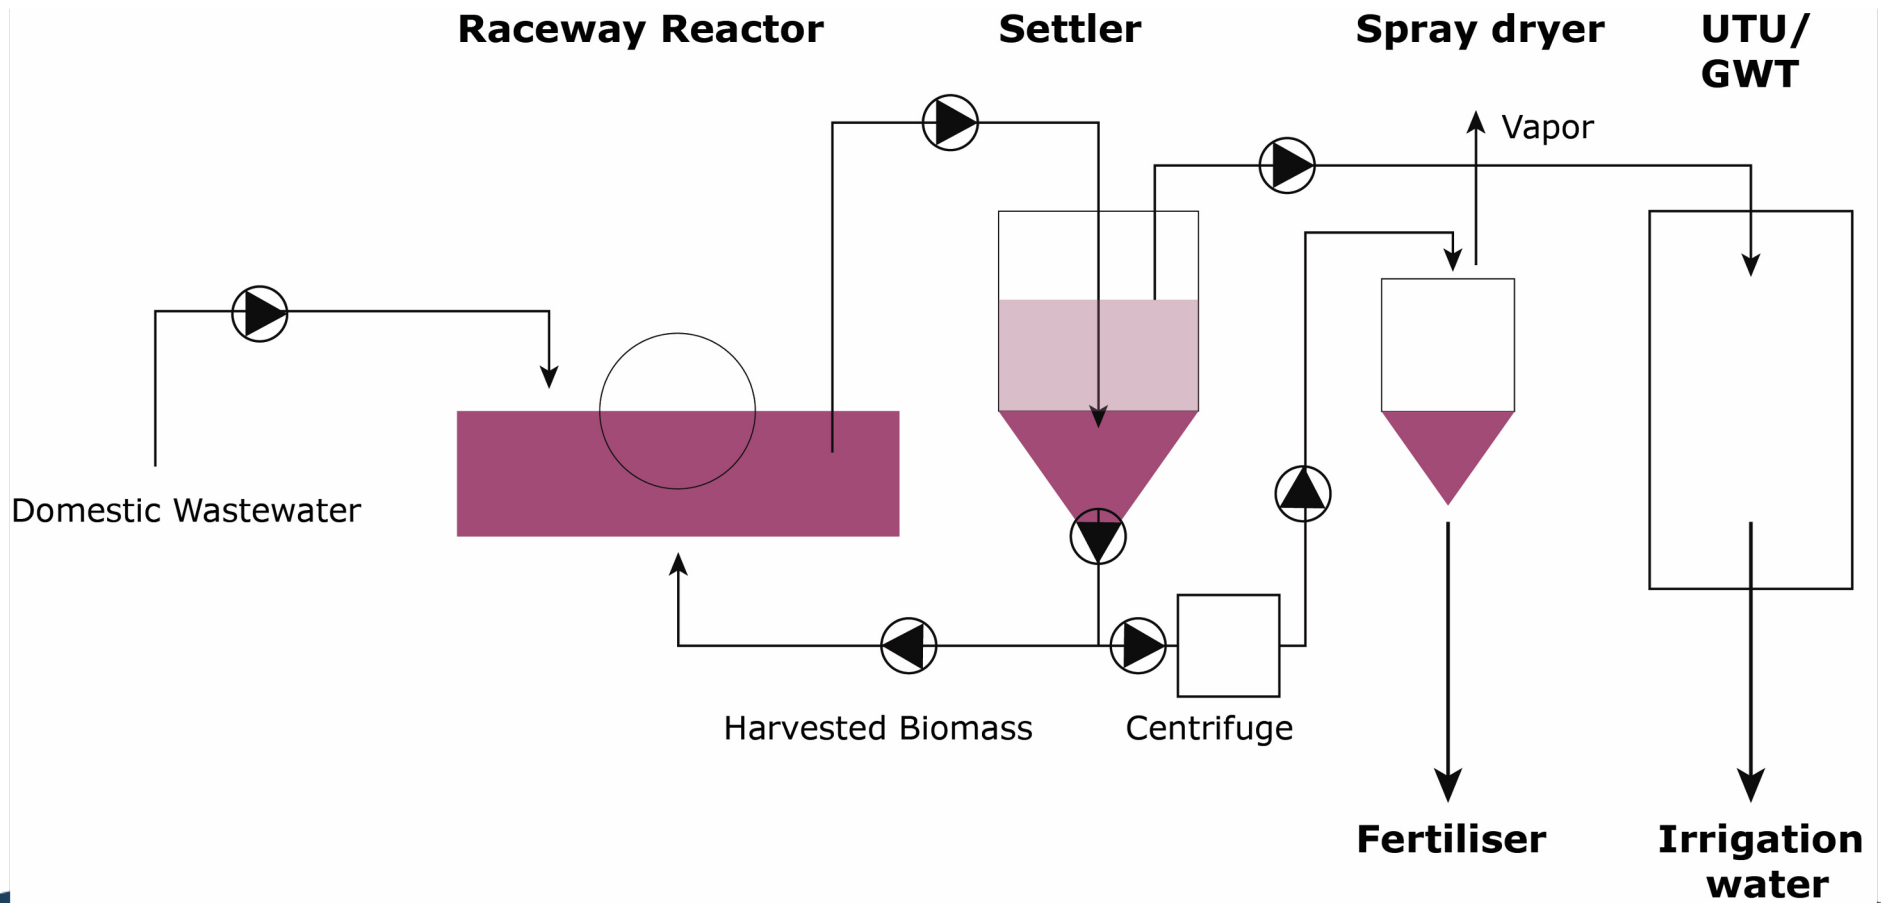 Raceway Reactor
Settler
Spray dryer
UTU/
GWT
Vapor
Domestic Wastewater
Harvested Biomass
Centrifuge
Fertiliser
Irrigation
water